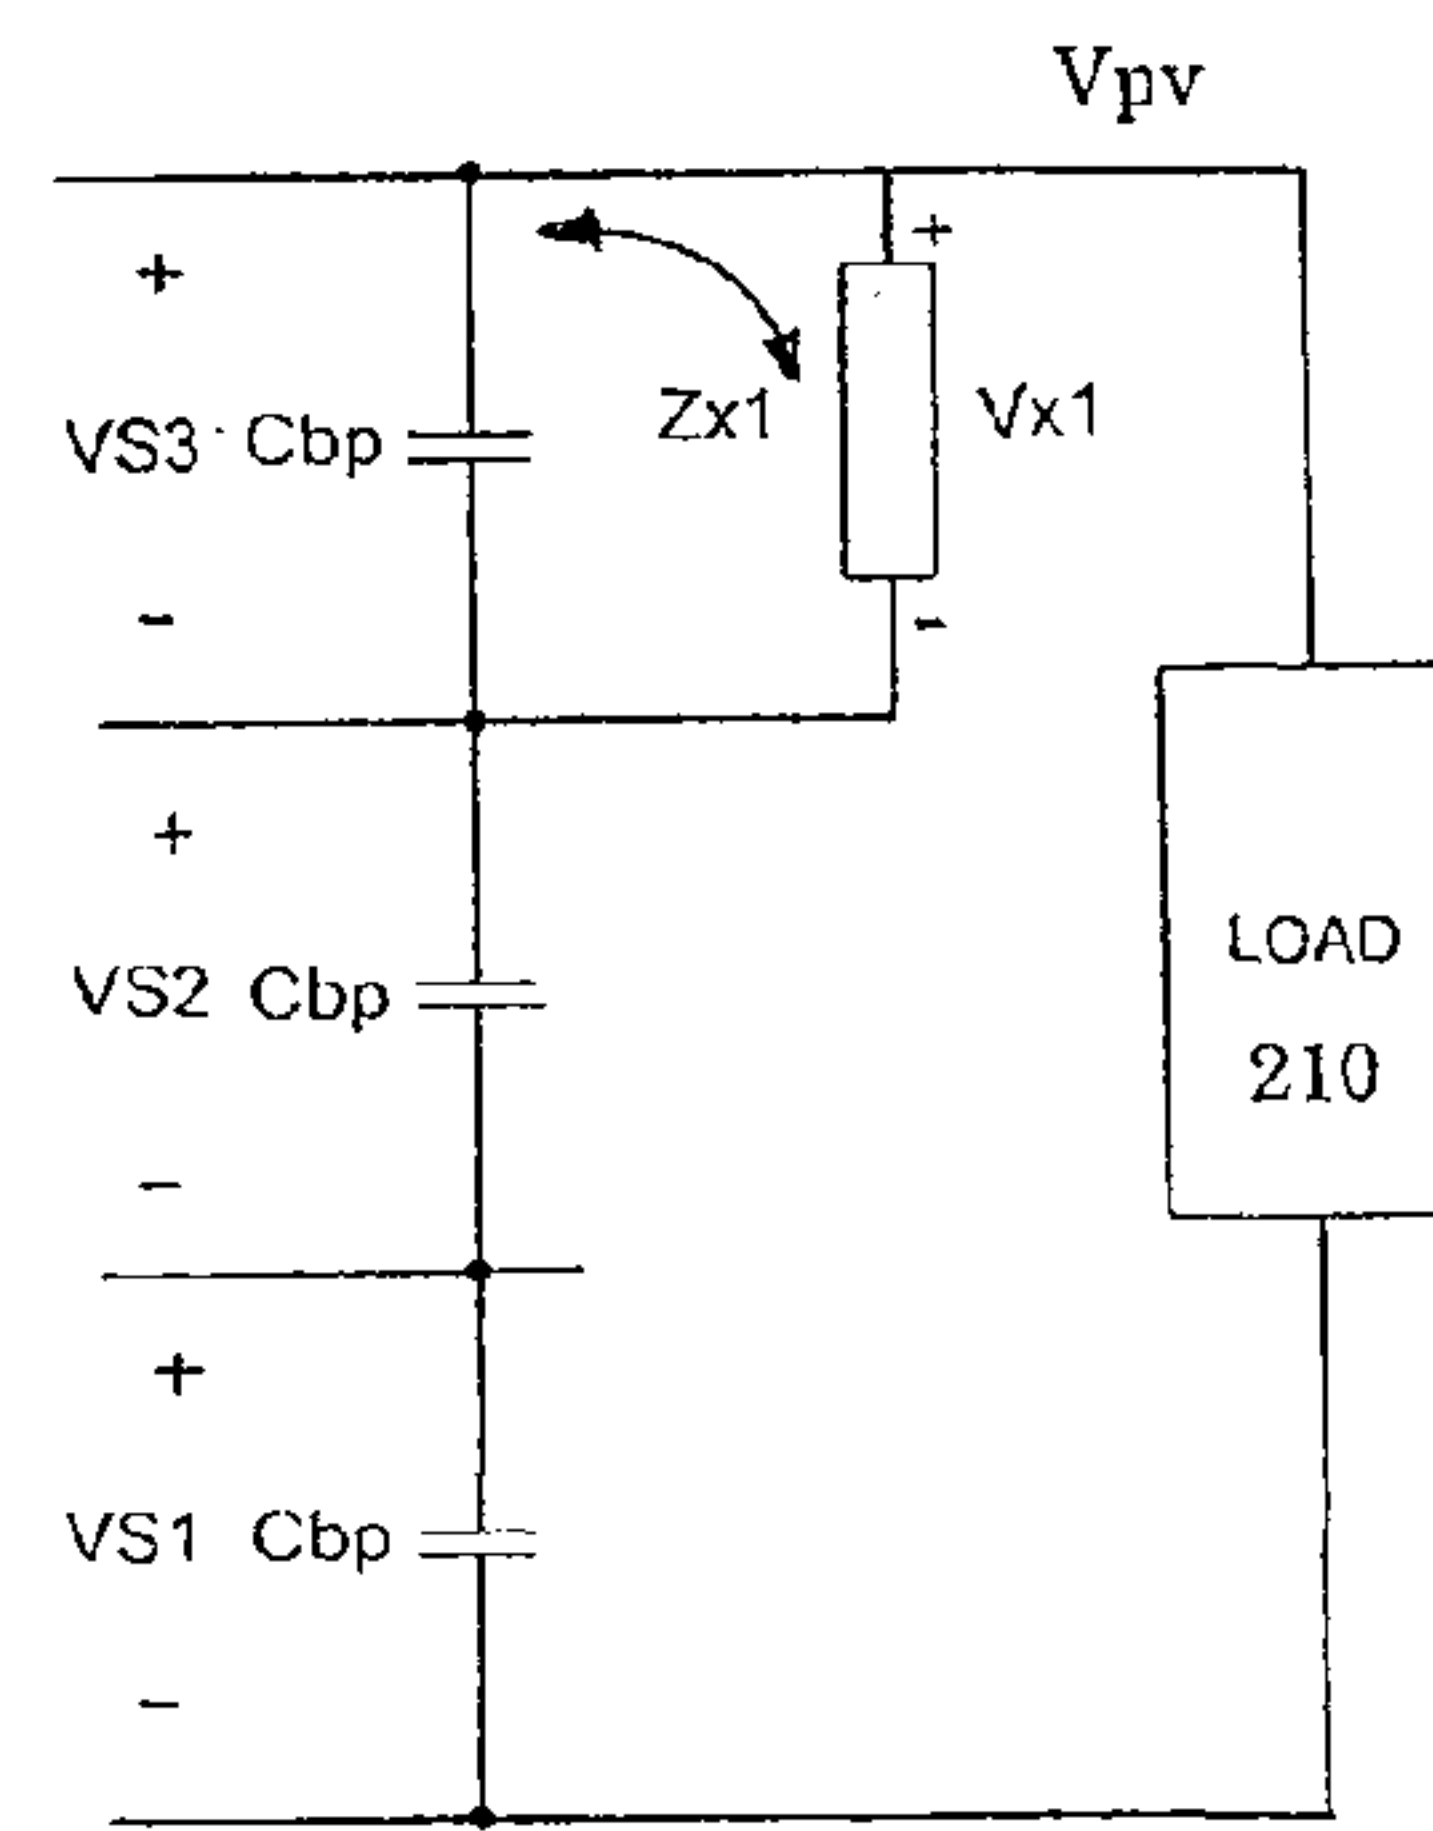 Vpv
+
+
VS3 Cbp
Zx1
Vx1
-
-
+
LOAD
210
VS2 Cbp
-
+
VS1 Cbp
-